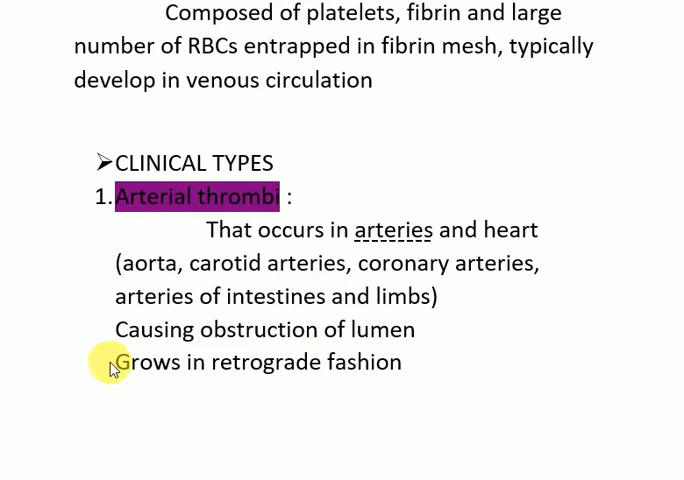 Composed of platelets, fibrin and large
number of RBCs entrapped in fibrin mesh, typically
develop in venous circulation
➢CLINICAL TYPES
1.Arterial thrombi :
That occurs in arteries and heart
(aorta, carotid arteries, coronary arteries,
arteries of intestines and limbs)
Causing obstruction of lumen
Grows in retrograde fashion